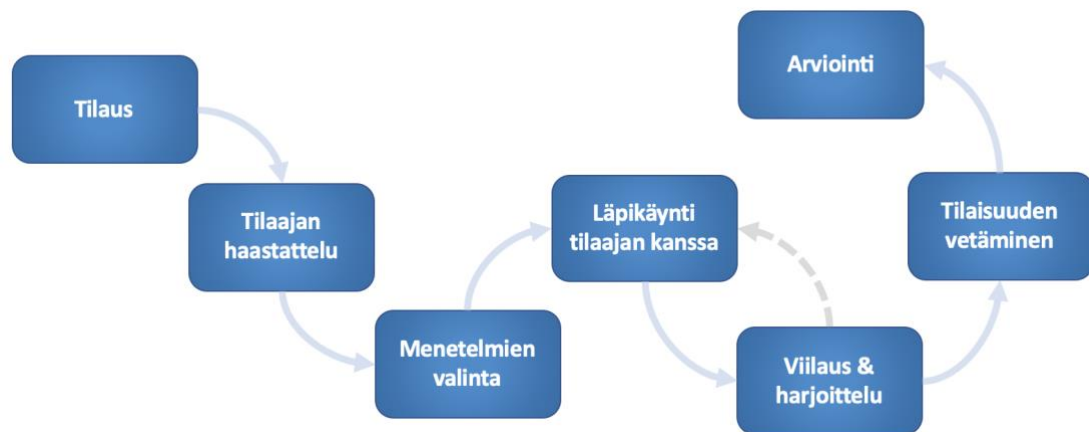 Tilaus
Tilaajan
haastattelu
Menetelmien
valinta
Läpikäynti
tilaajan kanssa
Viilaus &
harjoittelu
Tilaisuuden
vetäminen
Arviointi